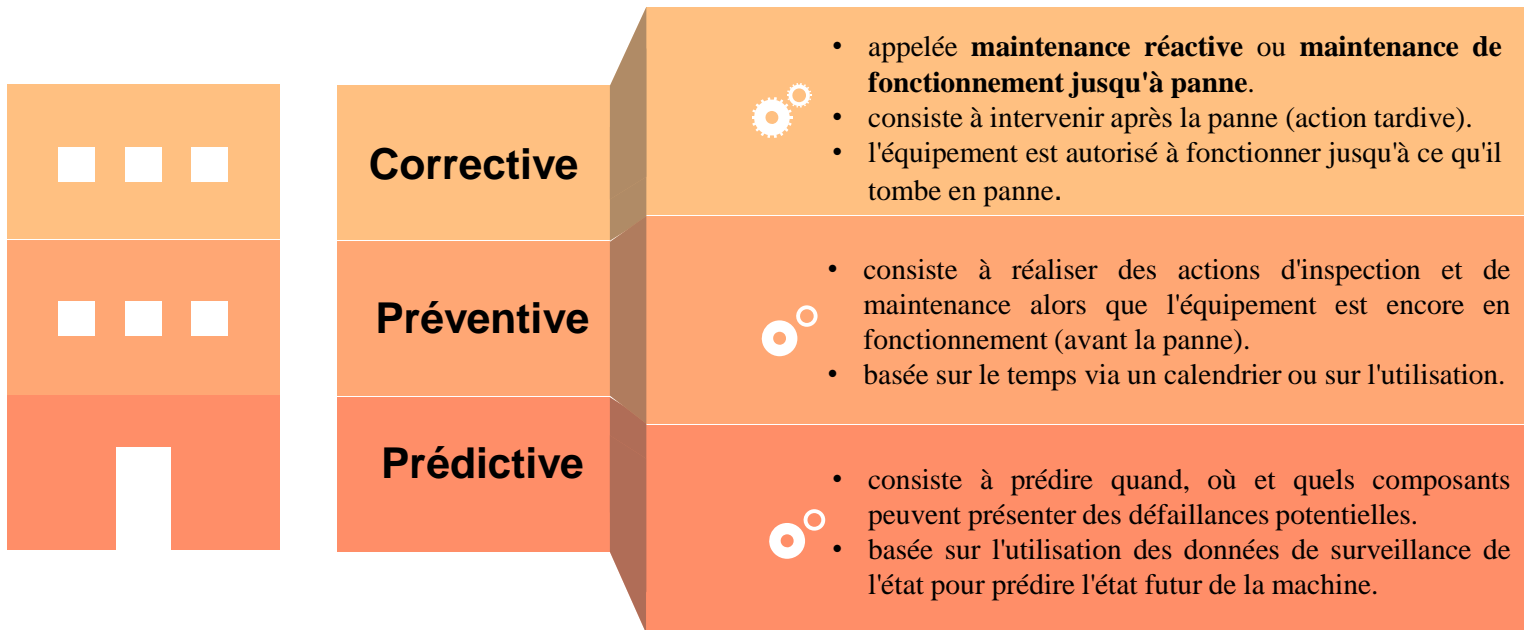 Corrective
• appelée maintenance réactive ou maintenance de
fonctionnement jusqu'à panne.
• consiste à intervenir après la panne (action tardive).
• l'équipement est autorisé à fonctionner jusqu'à ce qu'il
tombe en panne.
Préventive
• consiste à réaliser des actions d'inspection et de
maintenance alors que l'équipement est encore en
fonctionnement (avant la panne).
• basée sur le temps via un calendrier ou sur l'utilisation.
Prédictive
• consiste à prédire quand, où et quels composants
peuvent présenter des défaillances potentielles.
• basée sur l'utilisation des données de surveillance de
l'état pour prédire l'état futur de la machine.